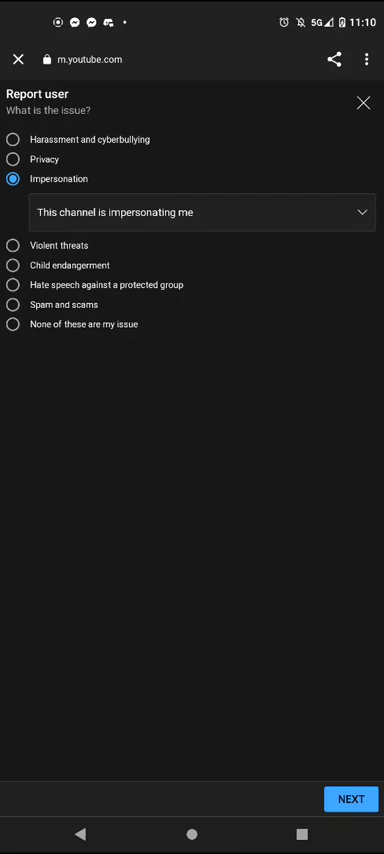 5G 11:10
m.youtube.com
Report user
What is the issue?
Harassment and cyberbullying
Privacy
Impersonation
This channel is impersonating me
Violent threats
Child endangerment
Hate speech against a protected group
Spam and scams
None of these are my issue
NEXT